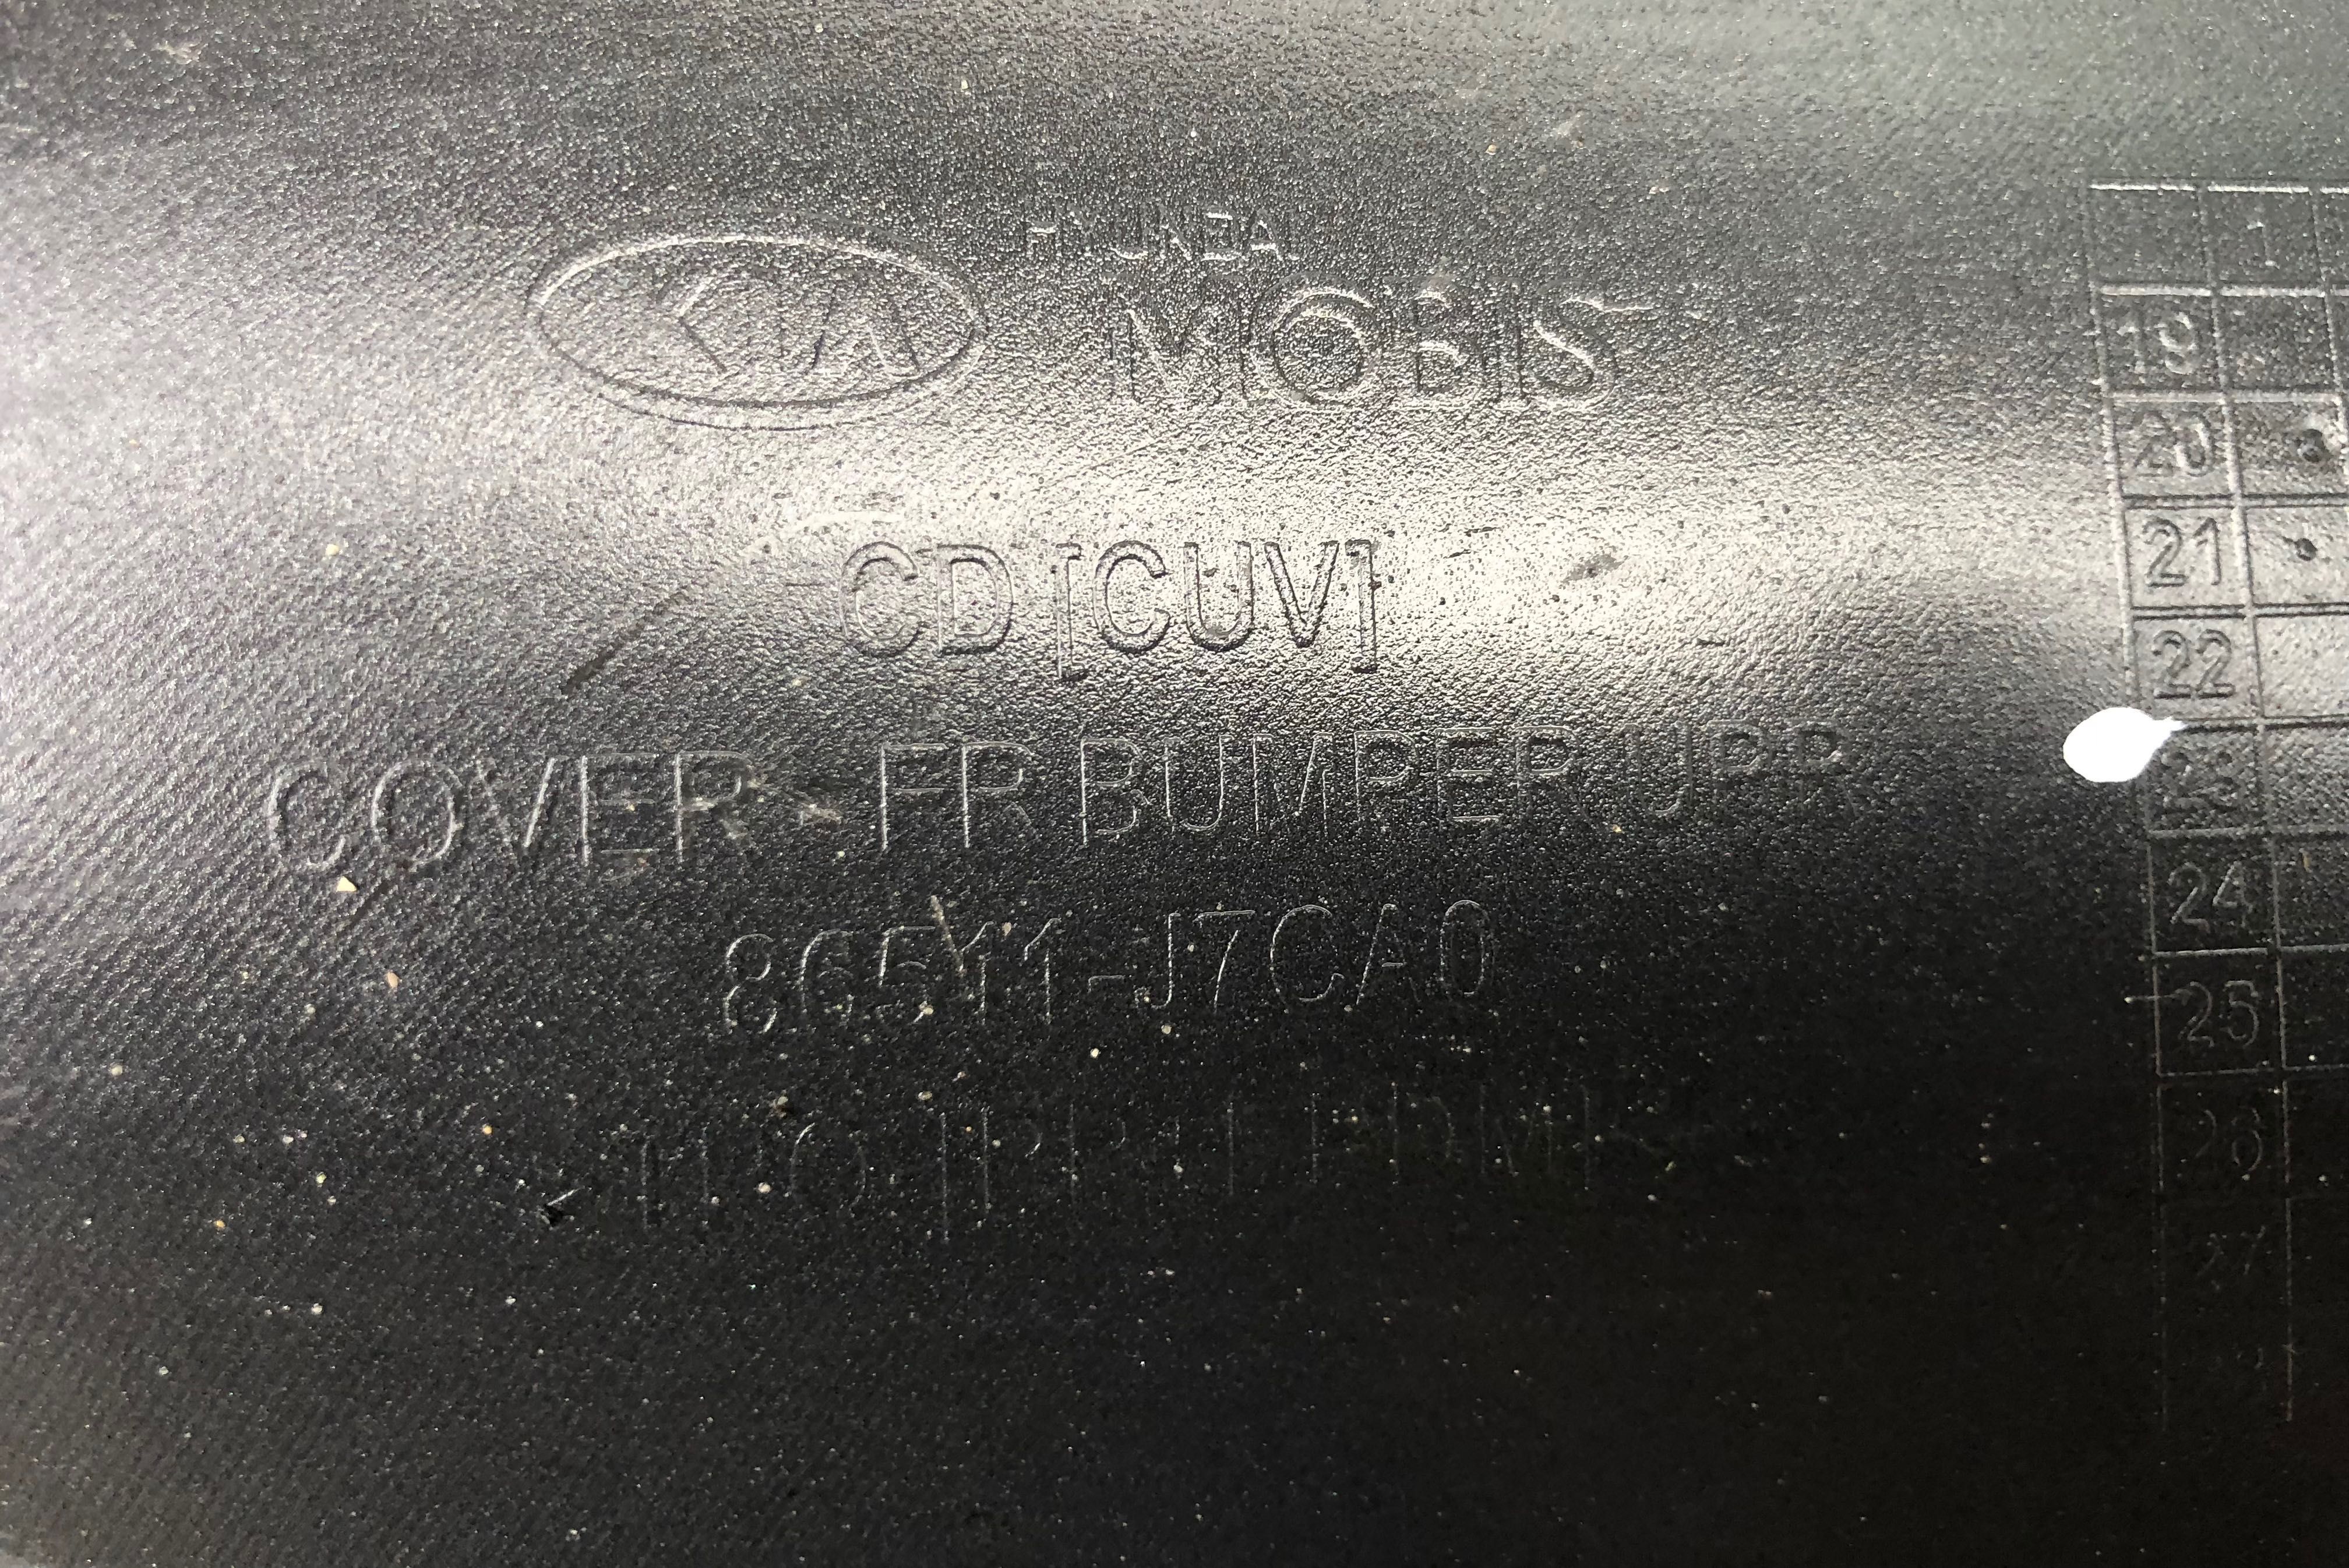 HYUNDAI
KIA MOBIS
CD [CUV]
COVER - FR BUMPER UPR
86511-J7CA0
1
19
20
21
22
23
24
25
26
27